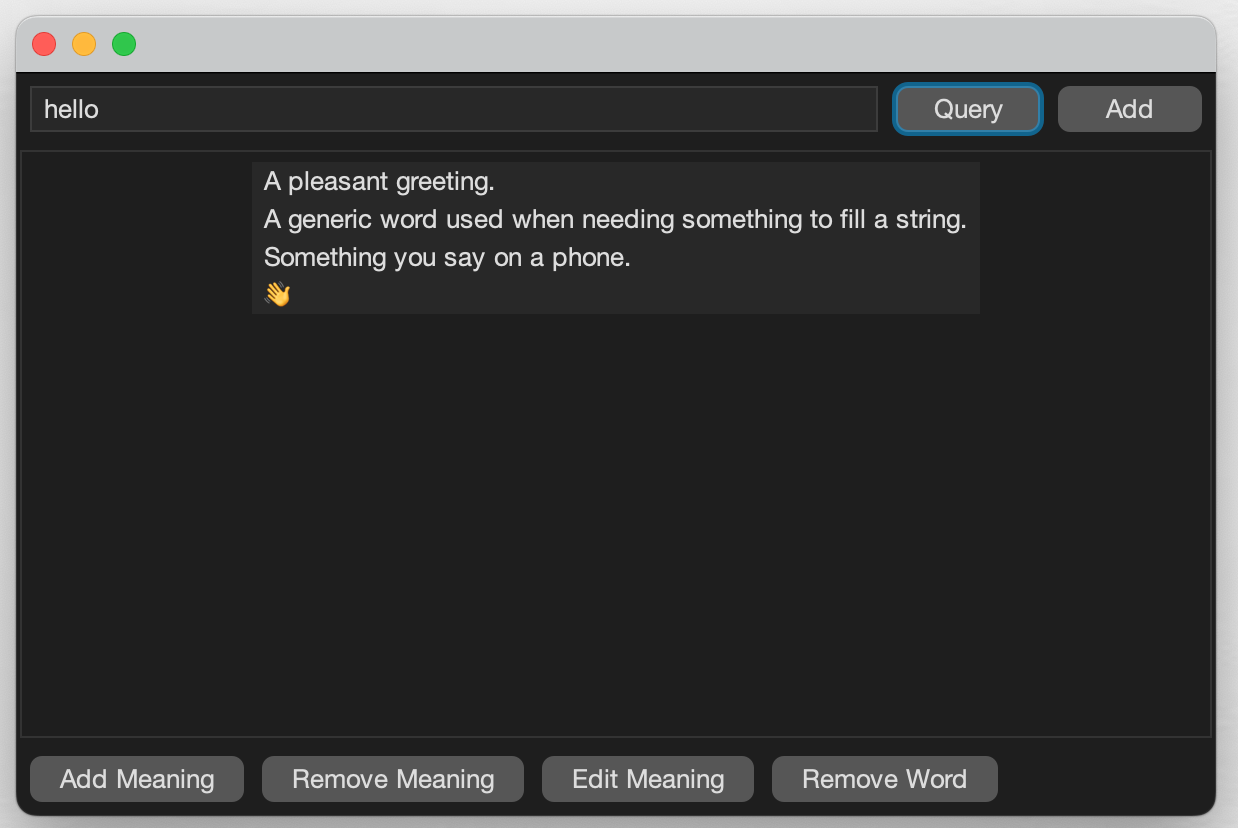 hello
Query
Add
A pleasant greeting.
A generic word used when needing something to fill a string.
Something you say on a phone.
👋
Add Meaning
Remove Meaning
Edit Meaning
Remove Word